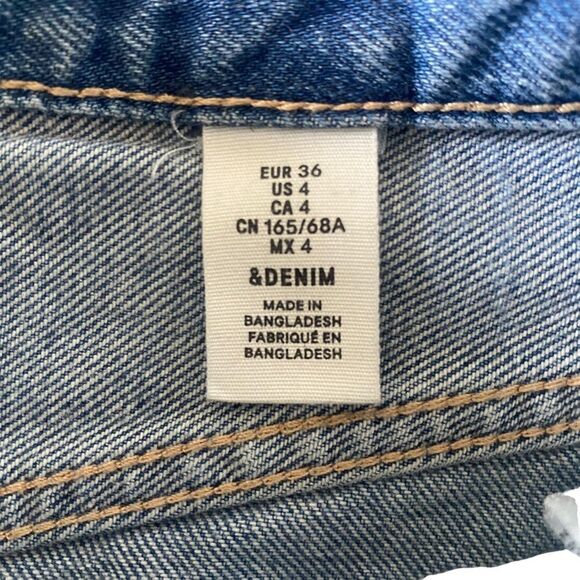 EUR 36
US 4
CA 4
CN 165/68A
MX 4
&DENIM
MADE IN
BANGLADESH
FABRIQUÉ EN
BANGLADESH